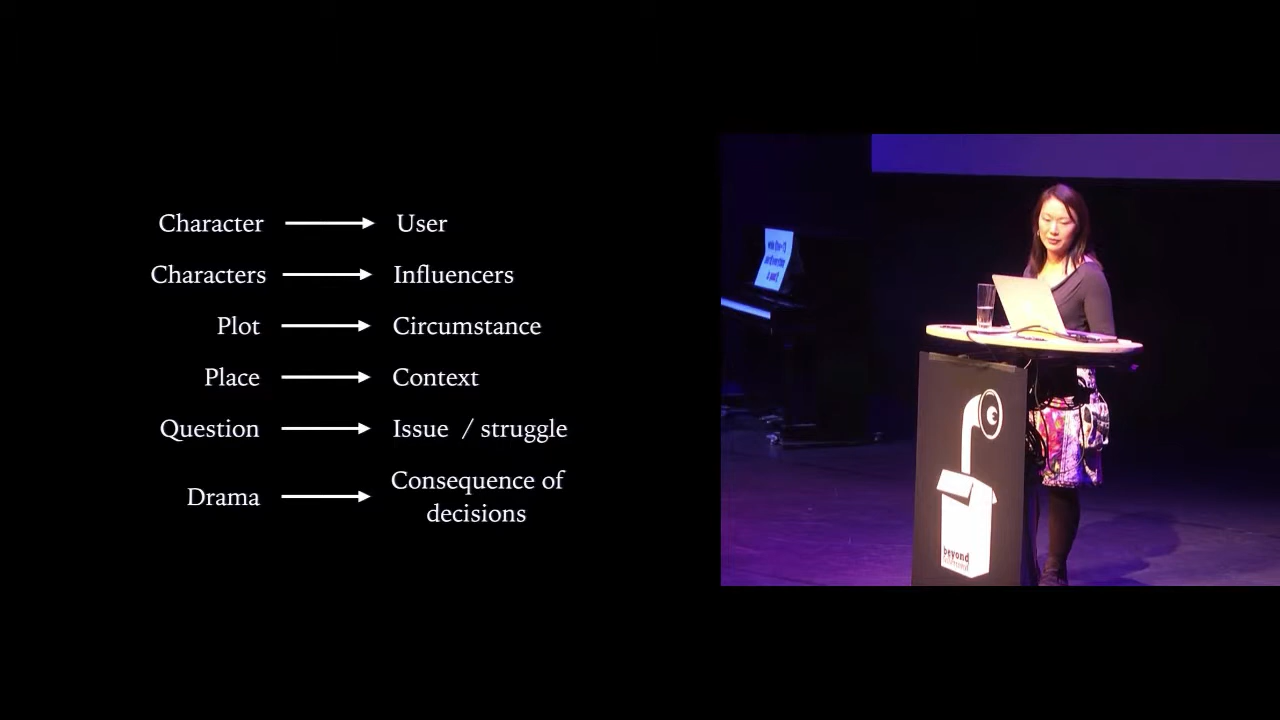 Character → User
Characters → Influencers
Plot → Circumstance
Place → Context
Question → Issue / struggle
Drama → Consequence of
decisions
beyond